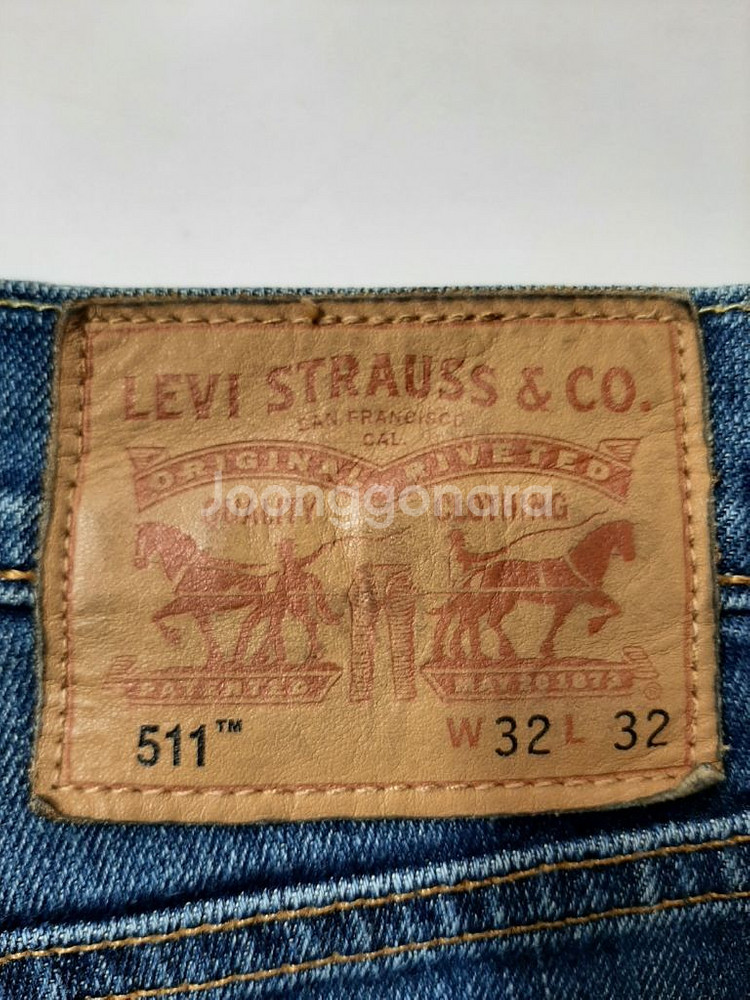 LEVI STRAUSS & CO.
SAN FRANCISCO
CAL.
ORIGINAL RIVETED
Joonggonara
QUALITY CLOTHING
PATENTED MAY 20 1873
511™ W 32 L 32